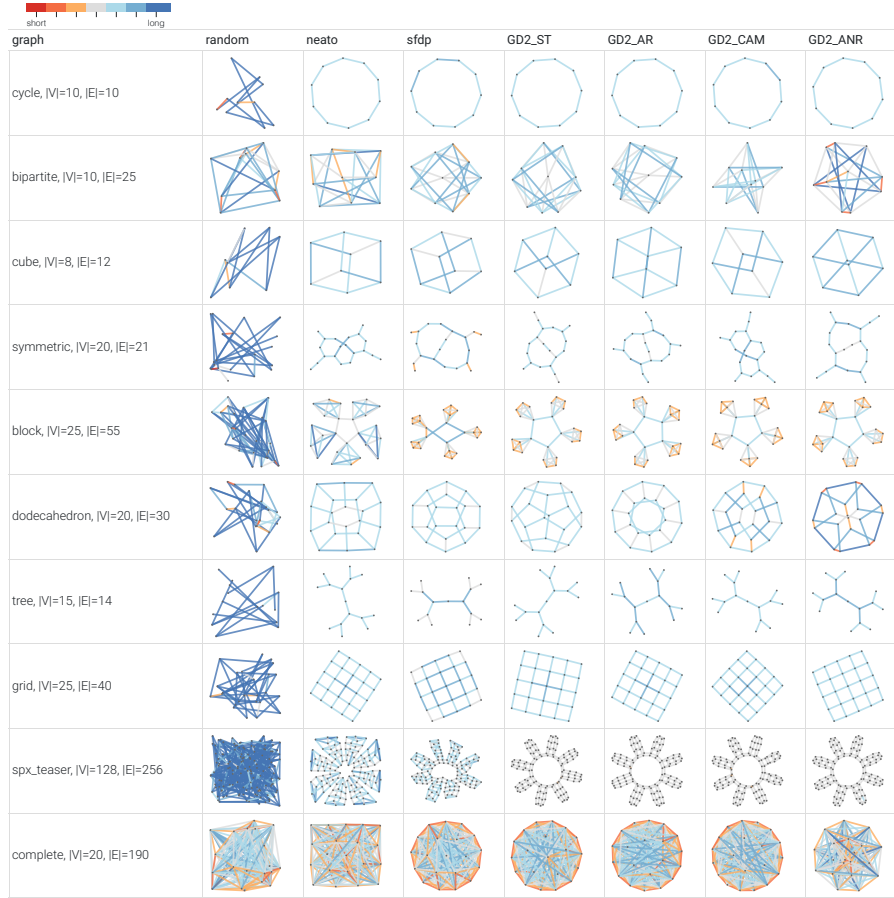 short long
graph random neato sfdp GD2_ST GD2_AR GD2_CAM GD2_ANR
cycle, |V|=10, |E|=10
bipartite, |V|=10, |E|=25
cube, |V|=8, |E|=12
symmetric, |V|=20, |E|=21
block, |V|=25, |E|=55
dodecahedron, |V|=20, |E|=30
tree, |V|=15, |E|=14
grid, |V|=25, |E|=40
spx_teaser, |V|=128, |E|=256
complete, |V|=20, |E|=190